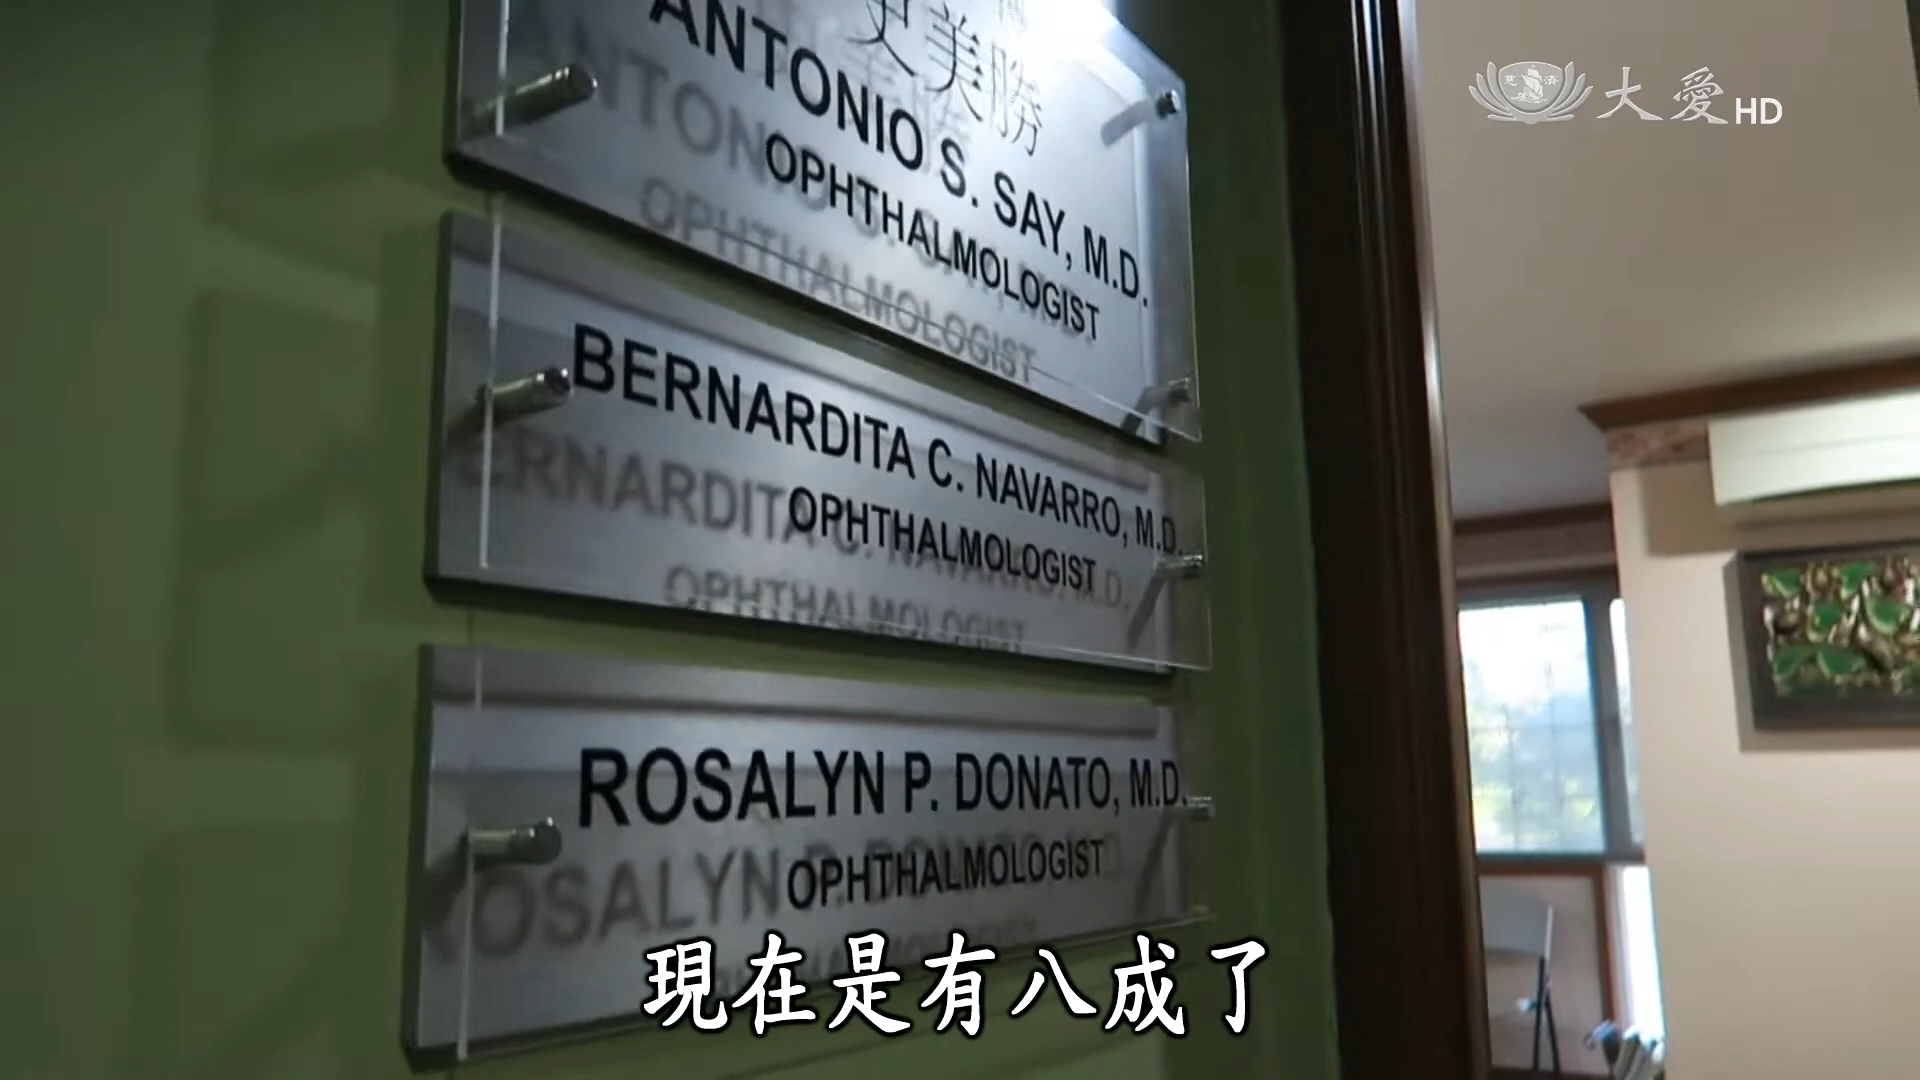 史美勝
ANTONIO S. SAY, M.D.
OPHTHALMOLOGIST
大愛HD
BERNARDITA C. NAVARRO, M.D.
OPHTHALMOLOGIST
ROSALYN P. DONATO, M.D.
OPHTHALMOLOGIST
現在是有八成了